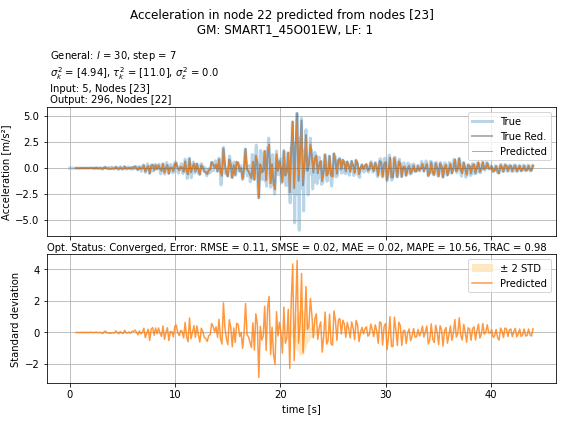 Acceleration in node 22 predicted from nodes [23]
GM: SMART1_45O01EW, LF: 1
General: l = 30, step = 7
σ²ₖ = [4.94], τ²ₖ = [11.0], σ²ε = 0.0
Input: 5, Nodes [23]
Output: 296, Nodes [22]
Acceleration [m/s²]
5.0
2.5
0.0
−2.5
−5.0
True
True Red.
Predicted
Opt. Status: Converged, Error: RMSE = 0.11, SMSE = 0.02, MAE = 0.02, MAPE = 10.56, TRAC = 0.98
Standard deviation
4
2
0
−2
± 2 STD
Predicted
0 10 20 30 40
time [s]